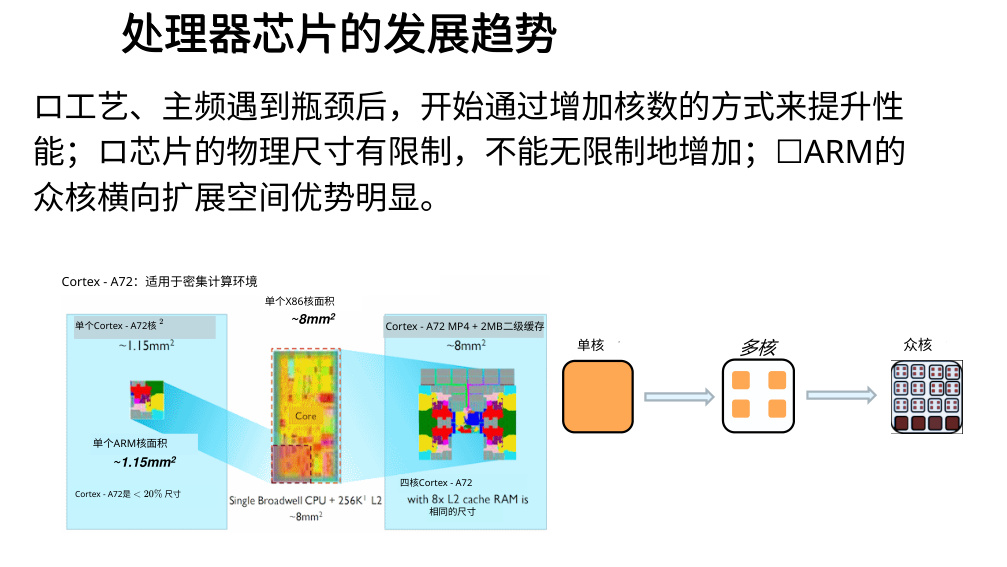 处理器芯片的发展趋势
口工艺、主频遇到瓶颈后，开始通过增加核数的方式来提升性
能；口芯片的物理尺寸有限制，不能无限制地增加；□ARM的
众核横向扩展空间优势明显。
Cortex - A72：适用于密集计算环境
单个X86核面积
~8mm²
单个Cortex - A72核 ²
~1.15mm²
Core
单个ARM核面积
~1.15mm²
Cortex - A72是 < 20% 尺寸
Single Broadwell CPU + 256K¹ L2
~8mm²
Cortex - A72 MP4 + 2MB二级缓存
~8mm²
四核Cortex - A72
with 8x L2 cache RAM is
相同的尺寸
单核
多核
众核